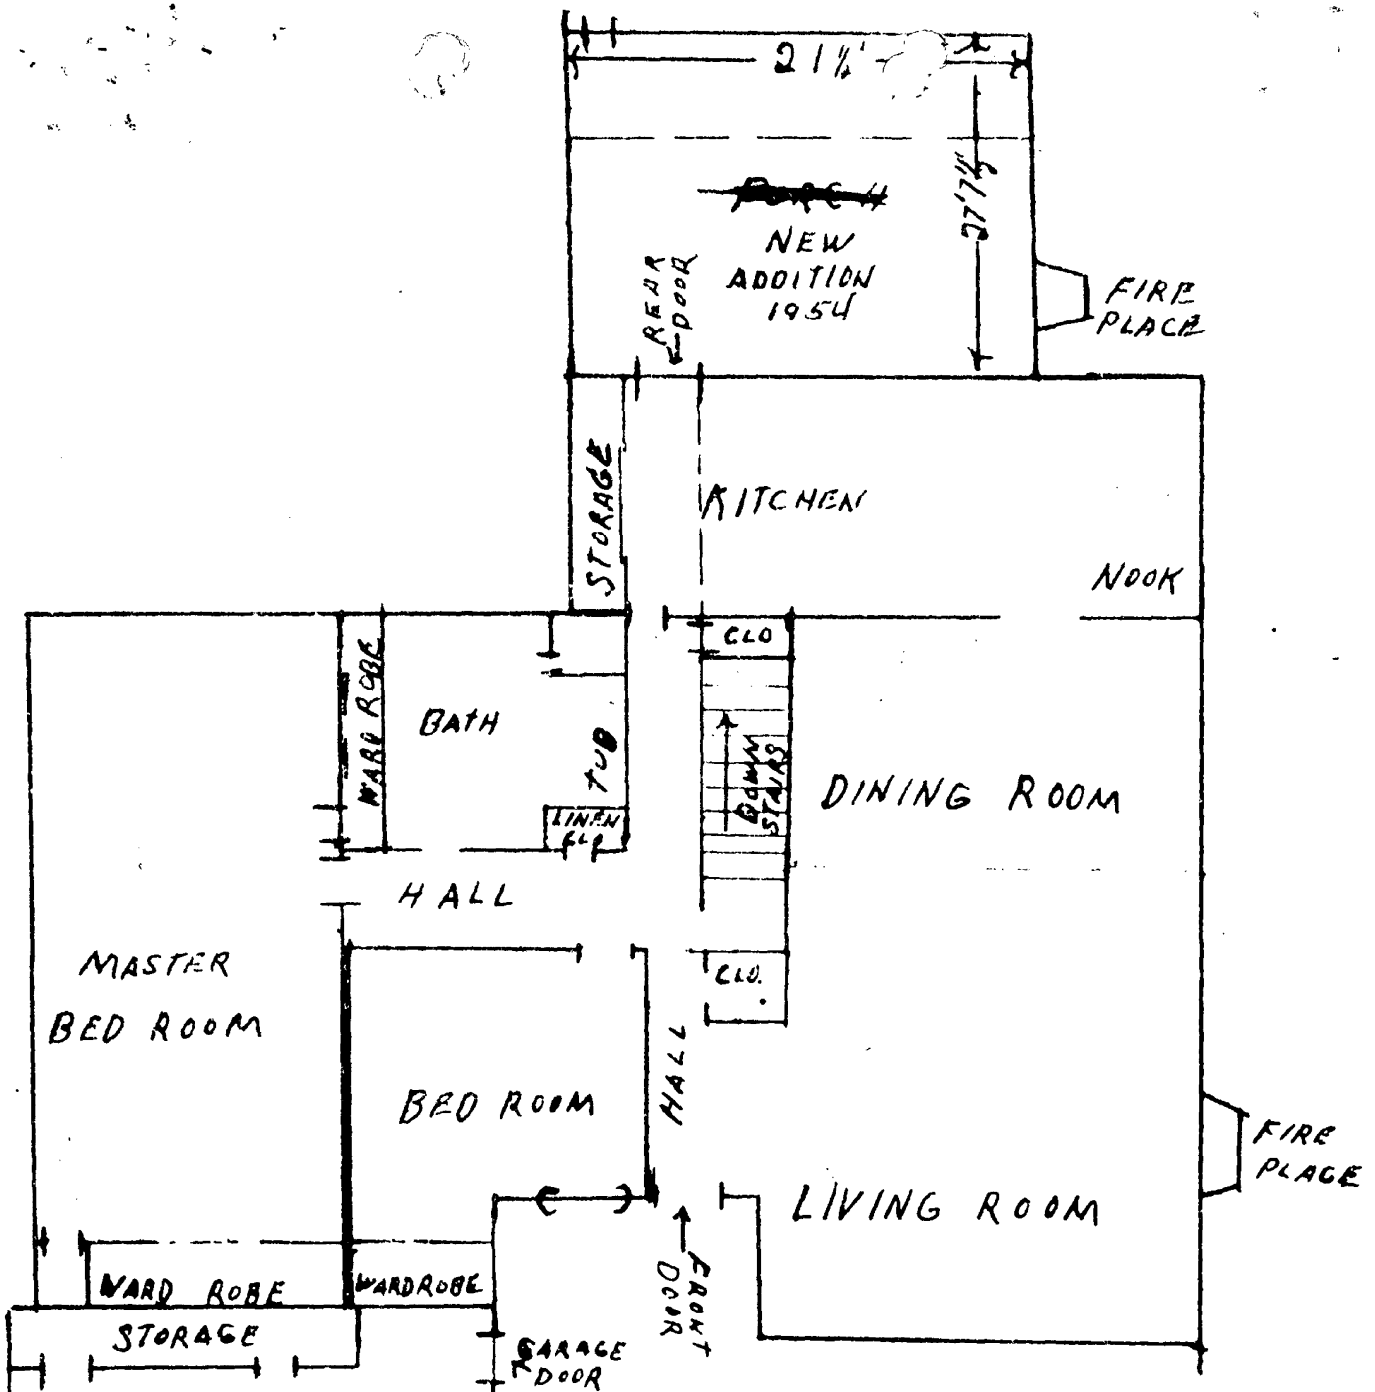 21½'
27'7½"
PORCH
NEW
ADDITION
1954
REAR
DOOR
FIRE
PLACE
STORAGE
KITCHEN
NOOK
CLO
WARD ROBE
BATH
TUB
LINEN
CLO
DOWN
STAIRS
DINING ROOM
HALL
MASTER
BED ROOM
CLO.
HALL
BED ROOM
FIRE
PLACE
LIVING ROOM
FRONT
DOOR
WARD ROBE
WARDROBE
STORAGE
GARAGE
DOOR